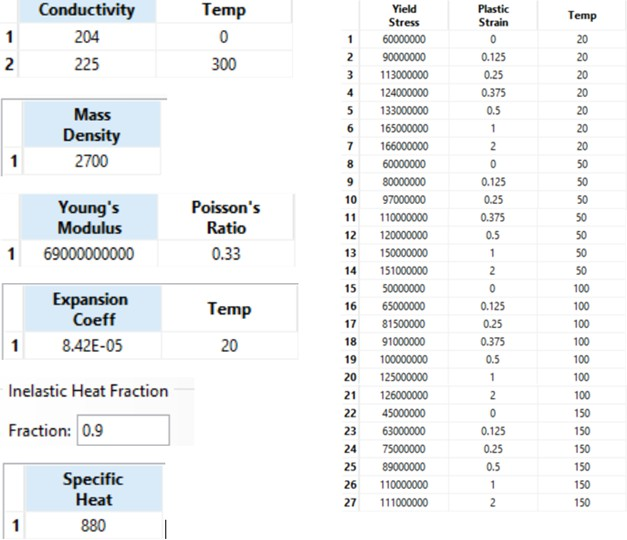 Conductivity Temp
1 204 0
2 225 300
Mass
Density
1 2700
Young's Poisson's
Modulus Ratio
1 69000000000 0.33
Expansion
Coeff Temp
1 8.42E-05 20
Inelastic Heat Fraction
Fraction: 0.9
Specific
Heat
1 880
Yield Plastic
Stress Strain Temp
1 60000000 0 20
2 90000000 0.125 20
3 113000000 0.25 20
4 124000000 0.375 20
5 133000000 0.5 20
6 165000000 1 20
7 166000000 2 20
8 60000000 0 50
9 80000000 0.125 50
10 97000000 0.25 50
11 110000000 0.375 50
12 120000000 0.5 50
13 150000000 1 50
14 151000000 2 50
15 50000000 0 100
16 65000000 0.125 100
17 81500000 0.25 100
18 91000000 0.375 100
19 100000000 0.5 100
20 125000000 1 100
21 126000000 2 100
22 45000000 0 150
23 63000000 0.125 150
24 75000000 0.25 150
25 89000000 0.5 150
26 110000000 1 150
27 111000000 2 150